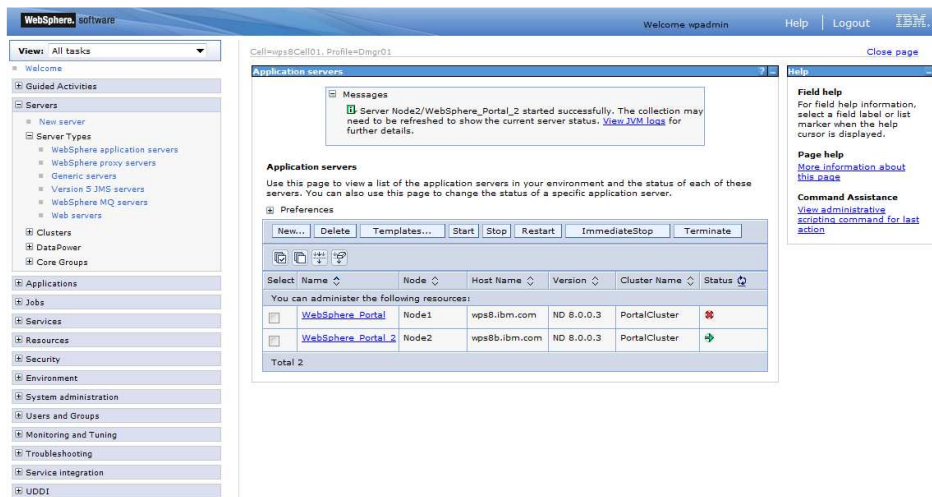 WebSphere. software
Welcome wpadmin
Help
Logout
IBM.
View: All tasks
Welcome
Guided Activities
Servers
New server
Server Types
WebSphere application servers
WebSphere proxy servers
Generic servers
Version 5 JMS servers
WebSphere MQ servers
Web servers
Clusters
DataPower
Core Groups
Applications
Jobs
Services
Resources
Security
Environment
System administration
Users and Groups
Monitoring and Tuning
Troubleshooting
Service integration
UDDI
Cell=wps8Cell01, Profile=Dmgr01
Close page
Application servers
? -
Messages
Server Node2/WebSphere_Portal_2 started successfully. The collection may
need to be refreshed to show the current server status. View JVM logs for
further details.
Application servers
Use this page to view a list of the application servers in your environment and the status of each of these
servers. You can also use this page to change the status of a specific application server.
Preferences
New... Delete Templates... Start Stop Restart ImmediateStop Terminate
Select Name Node Host Name Version Cluster Name Status
You can administer the following resources:
WebSphere_Portal Node1 wps8.ibm.com ND 8.0.0.3 PortalCluster
WebSphere_Portal_2 Node2 wps8b.ibm.com ND 8.0.0.3 PortalCluster
Total 2
Help
-
Field help
For field help information,
select a field label or list
marker when the help
cursor is displayed.
Page help
More information about
this page
Command Assistance
View administrative
scripting command for last
action